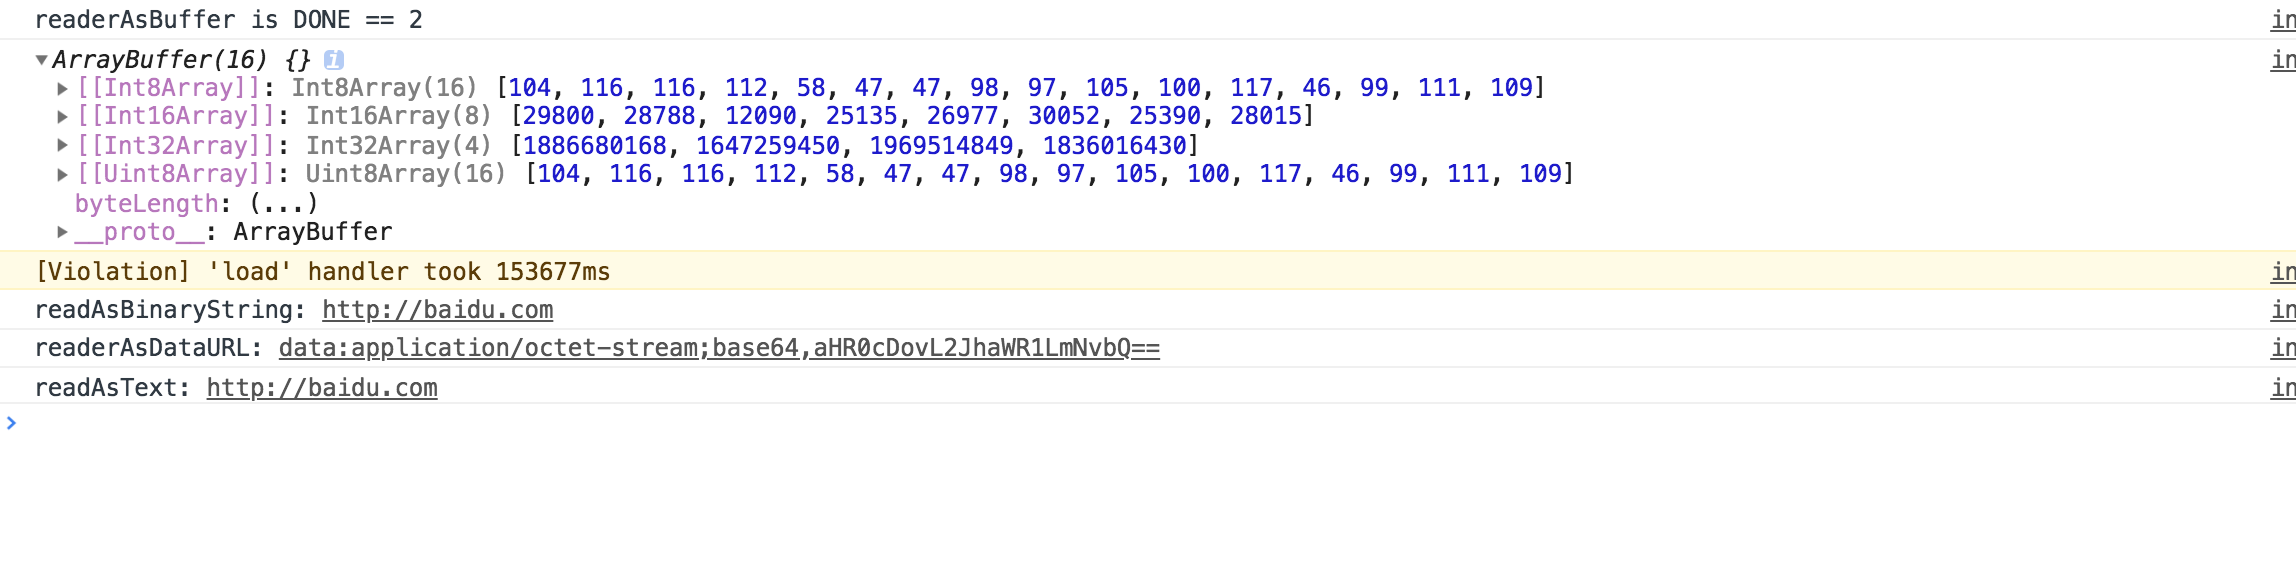 readerAsBuffer is DONE == 2 in
▼ArrayBuffer(16) {} i in
▶[[Int8Array]]: Int8Array(16) [104, 116, 116, 112, 58, 47, 47, 98, 97, 105, 100, 117, 46, 99, 111, 109]
▶[[Int16Array]]: Int16Array(8) [29800, 28788, 12090, 25135, 26977, 30052, 25390, 28015]
▶[[Int32Array]]: Int32Array(4) [1886680168, 1647259450, 1969514849, 1836016430]
▶[[Uint8Array]]: Uint8Array(16) [104, 116, 116, 112, 58, 47, 47, 98, 97, 105, 100, 117, 46, 99, 111, 109]
byteLength: (...)
▶__proto__: ArrayBuffer
[Violation] 'load' handler took 153677ms in
readAsBinaryString: http://baidu.com in
readerAsDataURL: data:application/octet-stream;base64,aHR0cDovL2JhaWR1LmNvbQ== in
readAsText: http://baidu.com in